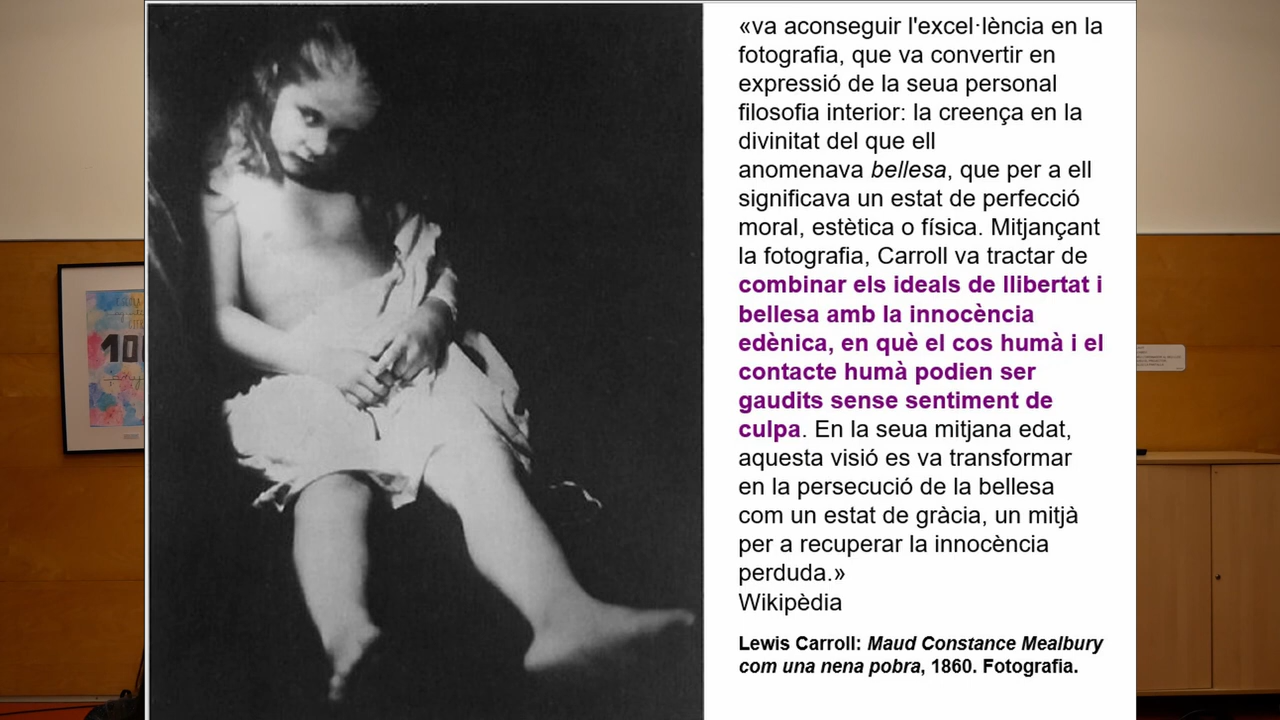 «va aconseguir l'excel·lència en la
fotografia, que va convertir en
expressió de la seua personal
filosofia interior: la creença en la
divinitat del que ell
anomenava bellesa, que per a ell
significava un estat de perfecció
moral, estètica o física. Mitjançant
la fotografia, Carroll va tractar de
combinar els ideals de llibertat i
bellesa amb la innocència
edènica, en què el cos humà i el
contacte humà podien ser
gaudits sense sentiment de
culpa. En la seua mitjana edat,
aquesta visió es va transformar
en la persecució de la bellesa
com un estat de gràcia, un mitjà
per a recuperar la innocència
perduda.»
Wikipèdia
Lewis Carroll: Maud Constance Mealbury
com una nena pobra, 1860. Fotografia.